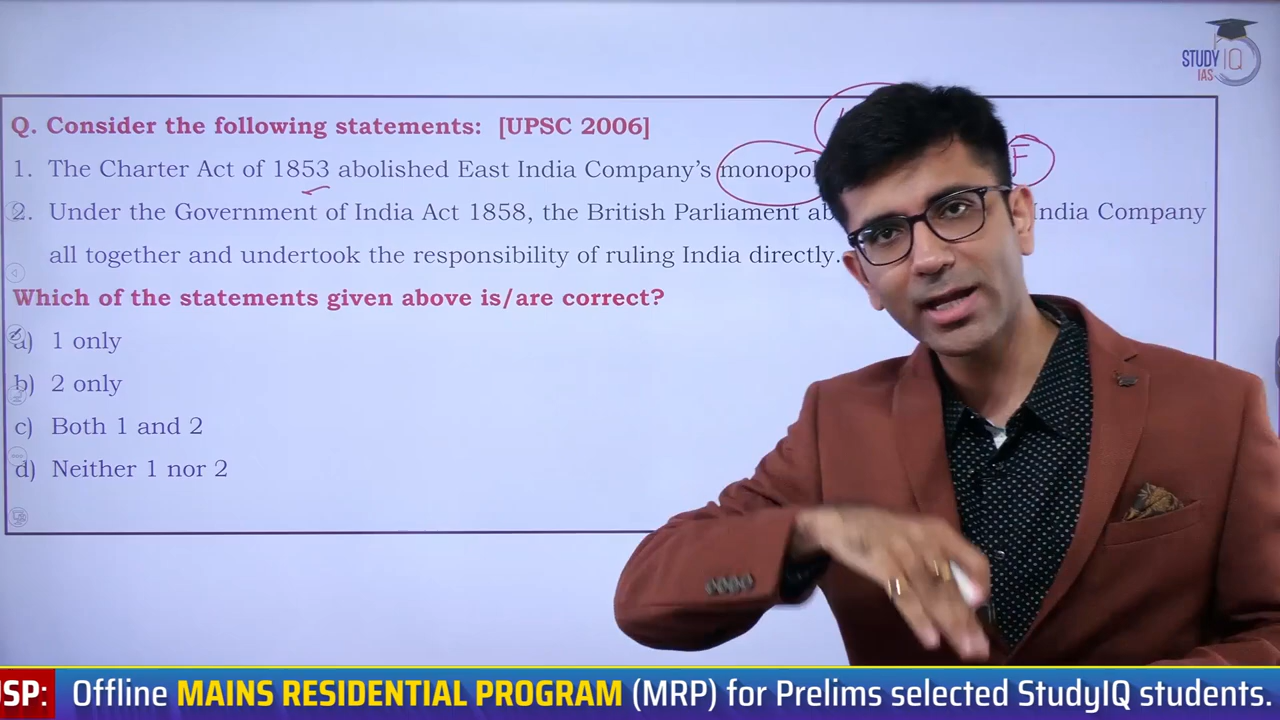 STUDY IQ
IAS
Q. Consider the following statements: [UPSC 2006]
1. The Charter Act of 1853 abolished East India Company's
F
2. Under the Government of India Act 1858, the British Parliament India Company
all together and undertook the responsibility of ruling India directly.
Which of the statements given above is/are correct?
a) 1 only
b) 2 only
c) Both 1 and 2
d) Neither 1 nor 2
USP: Offline MAINS RESIDENTIAL PROGRAM (MRP) for Prelims selected StudyIQ students.